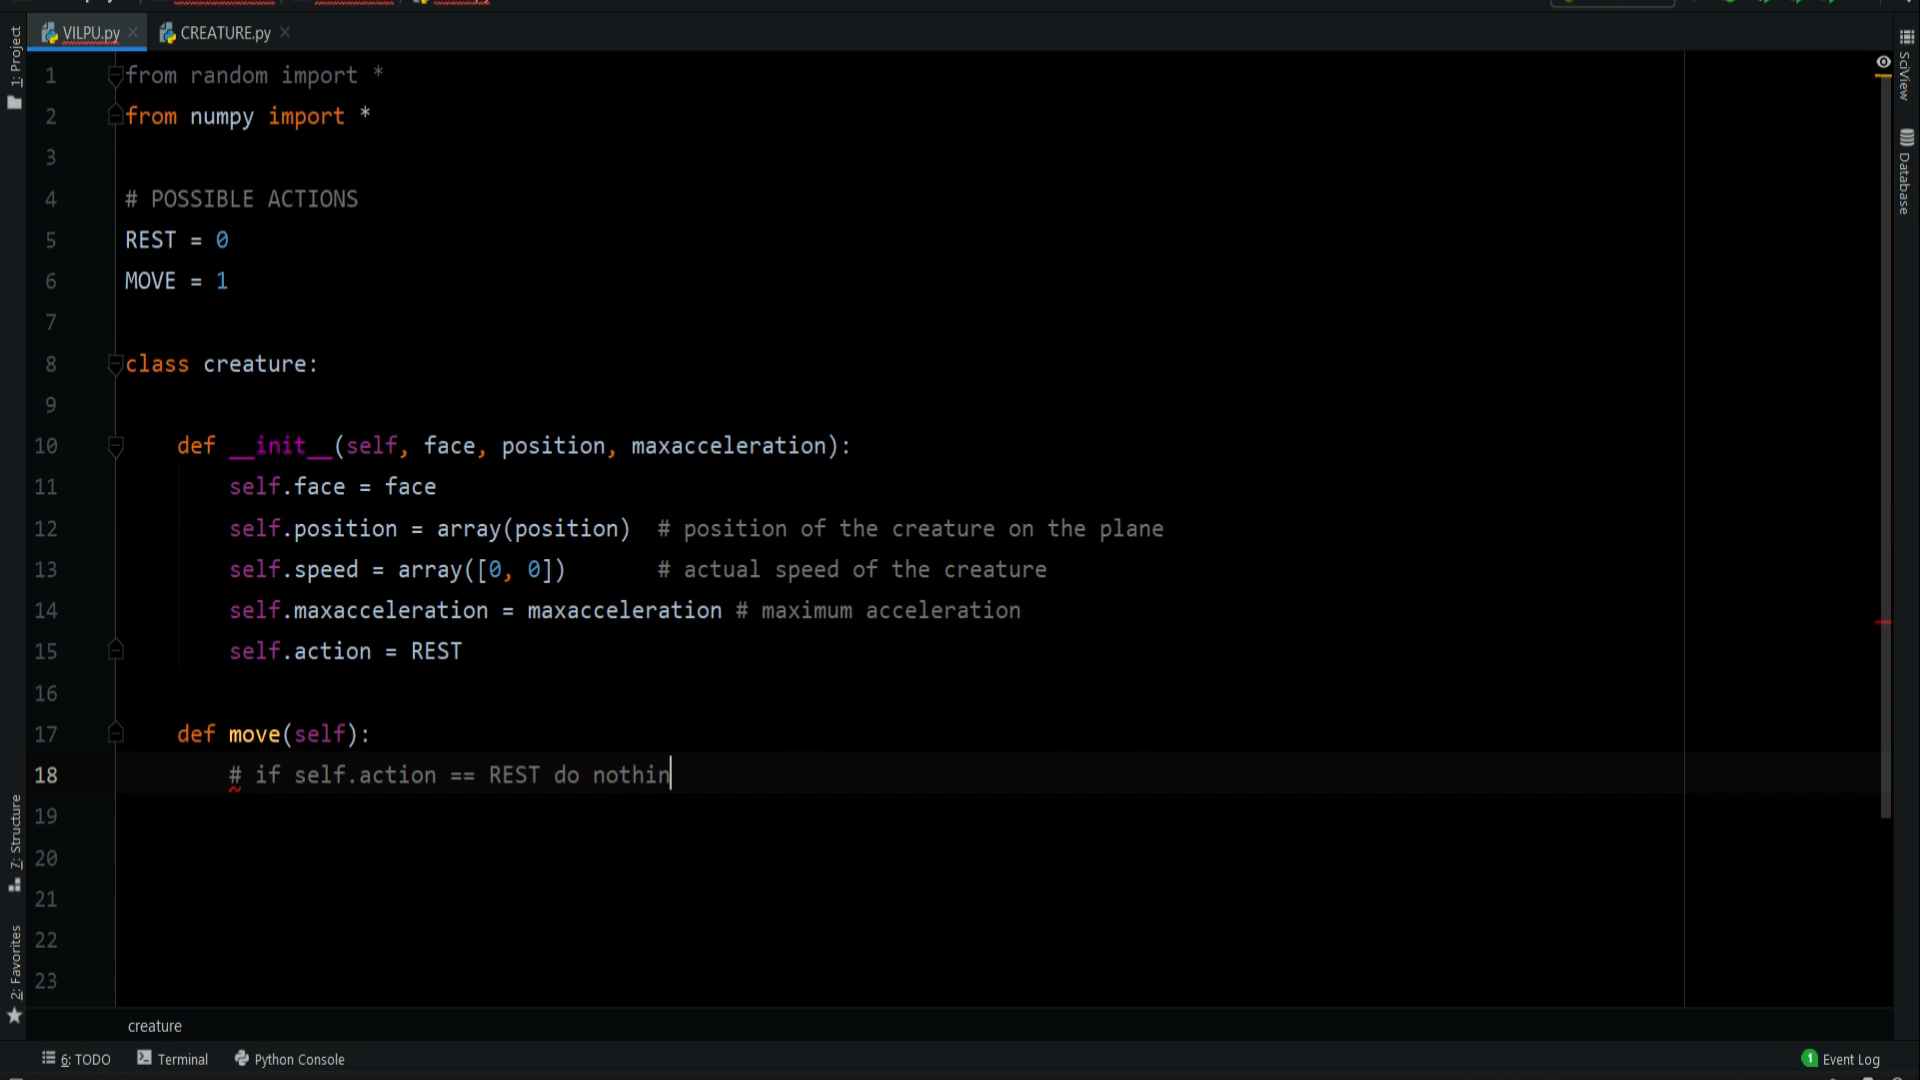 VILPU.py
CREATURE.py
1: Project
SciView
Database
1 from random import *
2 from numpy import *
3
4 # POSSIBLE ACTIONS
5 REST = 0
6 MOVE = 1
7
8 class creature:
9
10 def __init__(self, face, position, maxacceleration):
11 self.face = face
12 self.position = array(position)  # position of the creature on the plane
13 self.speed = array([0, 0])       # actual speed of the creature
14 self.maxacceleration = maxacceleration # maximum acceleration
15 self.action = REST
16
17 def move(self):
18 # if self.action == REST do nothin
19
20
21
22
23
7: Structure
2: Favorites
creature
6: TODO
Terminal
Python Console
1 Event Log